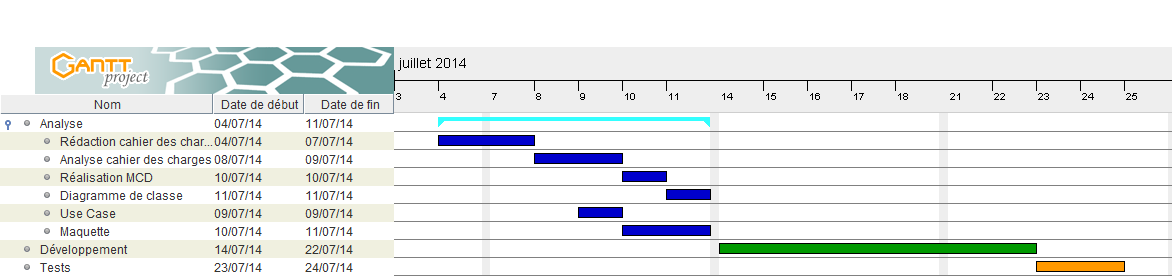 GANTT
project
juillet 2014
3 4 7 8 9 10 11 14 15 16 17 18 21 22 23 24 25
Nom Date de début Date de fin
Analyse 04/07/14 11/07/14
Rédaction cahier des char... 04/07/14 07/07/14
Analyse cahier des charges 08/07/14 09/07/14
Réalisation MCD 10/07/14 10/07/14
Diagramme de classe 11/07/14 11/07/14
Use Case 09/07/14 09/07/14
Maquette 10/07/14 11/07/14
Développement 14/07/14 22/07/14
Tests 23/07/14 24/07/14